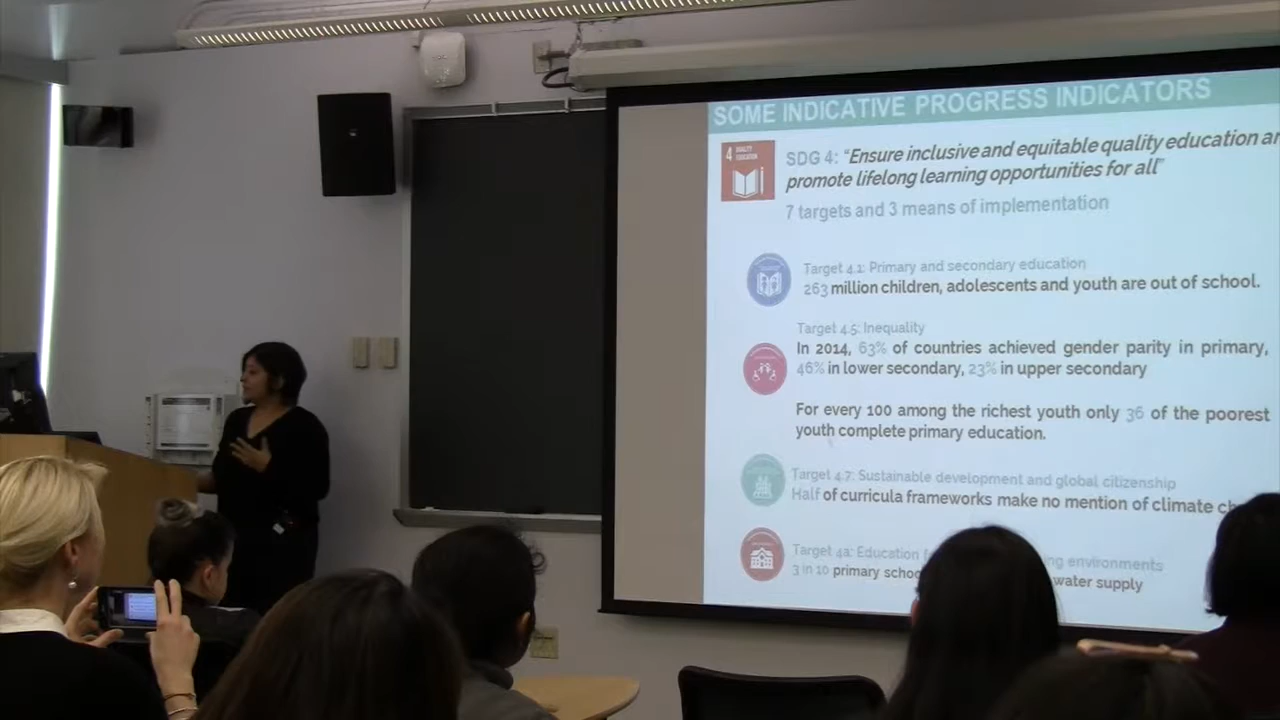 SOME INDICATIVE PROGRESS INDICATORS
4 QUALITY EDUCATION
SDG 4: "Ensure inclusive and equitable quality education
promote lifelong learning opportunities for all"
7 targets and 3 means of implementation
Target 4.1: Primary and secondary education
263 million children, adolescents and youth are out of school.
Target 4.5: Inequality
In 2014, 63% of countries achieved gender parity in primary,
46% in lower secondary, 23% in upper secondary
For every 100 among the richest youth only 36 of the poorest
youth complete primary education.
Target 4.7: Sustainable development and global citizenship
Half of curricula frameworks make no mention of climate
Target 4a: Education environments
3 in 10 primary water supply